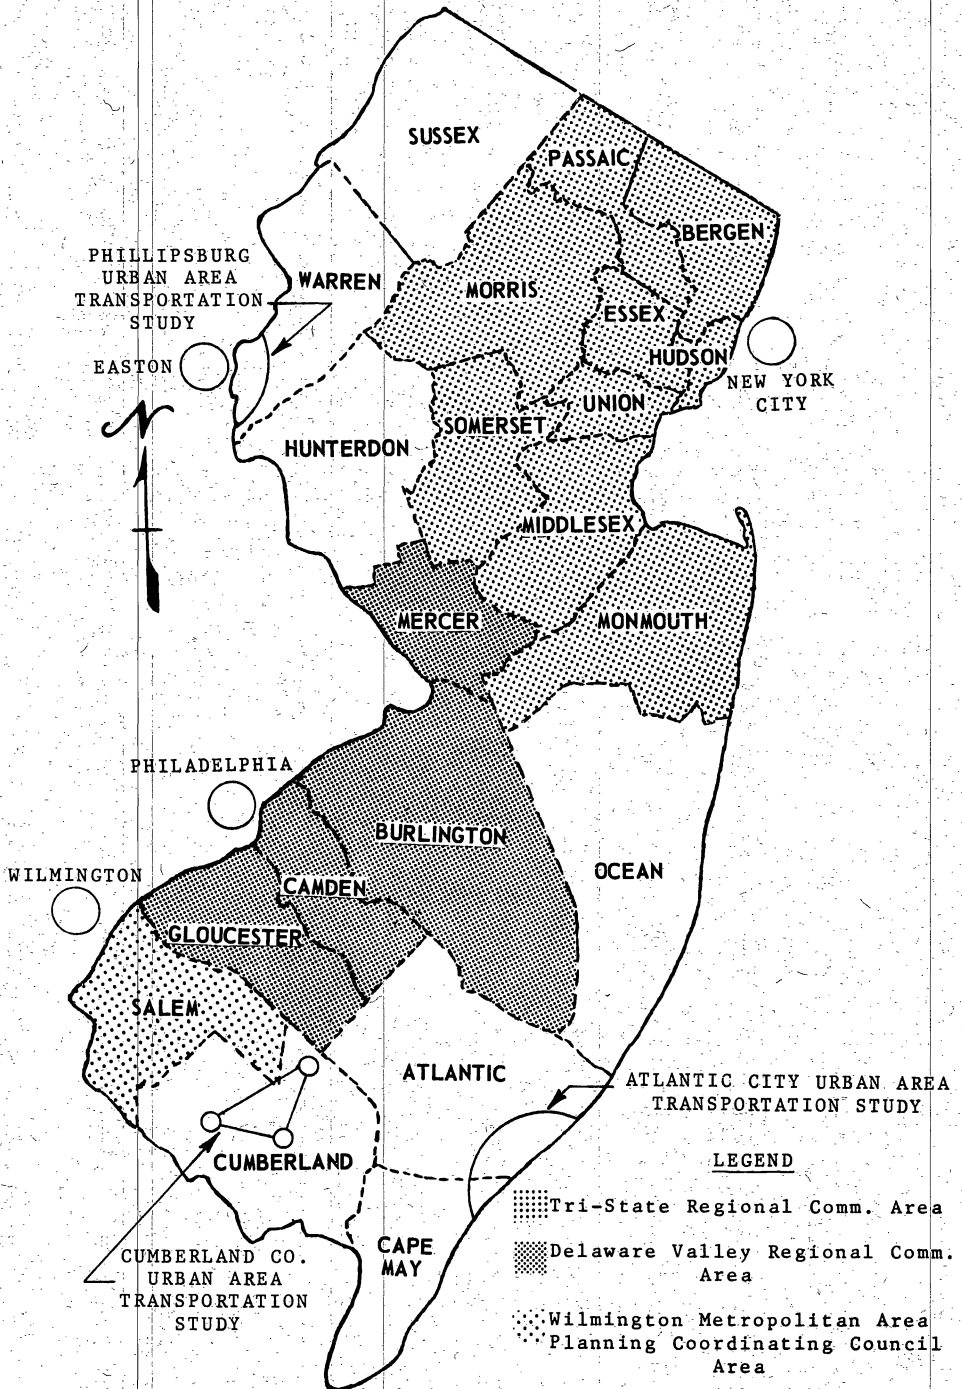 SUSSEX
PASSAIC
BERGEN
PHILLIPSBURG
URBAN AREA
TRANSPORTATION
STUDY
WARREN
MORRIS
ESSEX
HUDSON
EASTON
NEW YORK
CITY
UNION
SOMERSET
N
HUNTERDON
MIDDLESEX
MERCER
MONMOUTH
PHILADELPHIA
BURLINGTON
WILMINGTON
CAMDEN
OCEAN
GLOUCESTER
SALEM
ATLANTIC
ATLANTIC CITY URBAN AREA
TRANSPORTATION STUDY
CUMBERLAND
CAPE
MAY
CUMBERLAND CO.
URBAN AREA
TRANSPORTATION
STUDY
LEGEND
Tri-State Regional Comm. Area
Delaware Valley Regional Comm.
Area
Wilmington Metropolitan Area
Planning Coordinating Council
Area